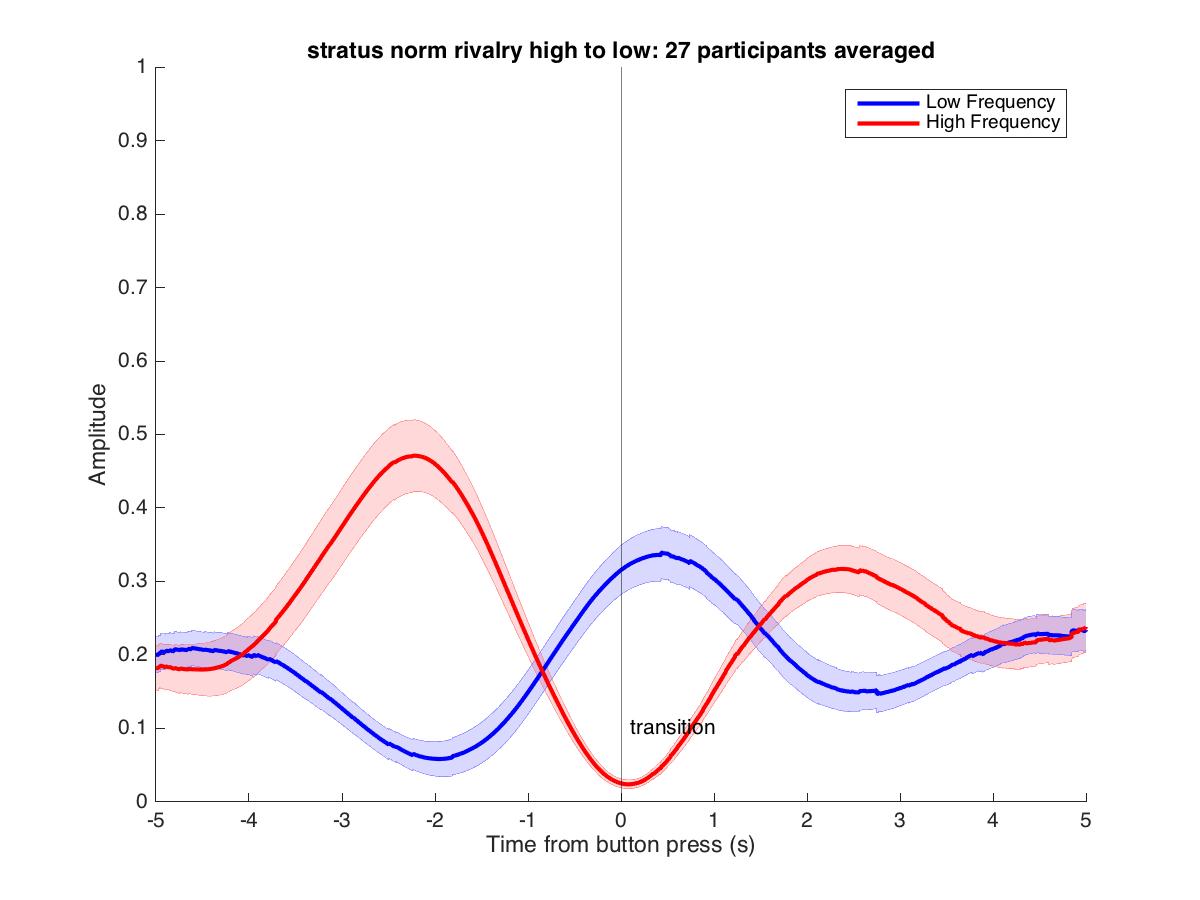 stratus norm rivalry high to low: 27 participants averaged
Low Frequency
High Frequency
1
0.9
0.8
0.7
0.6
0.5
0.4
0.3
0.2
0.1
0
Amplitude
transition
-5 -4 -3 -2 -1 0 1 2 3 4 5
Time from button press (s)